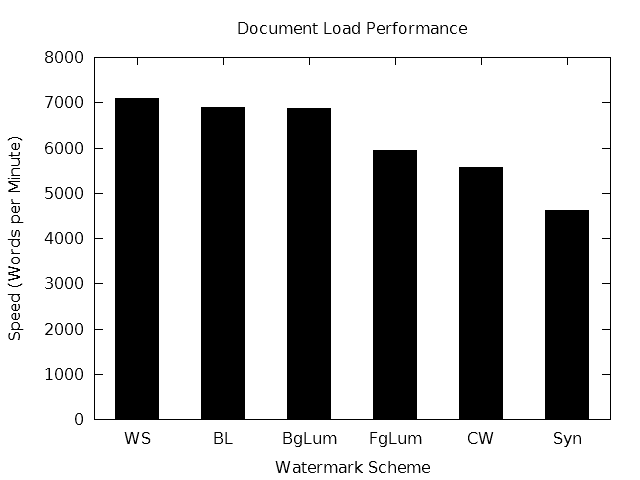 Document Load Performance
8000
7000
6000
5000
4000
3000
2000
1000
0
Speed (Words per Minute)
WS BL BgLum FgLum CW Syn
Watermark Scheme